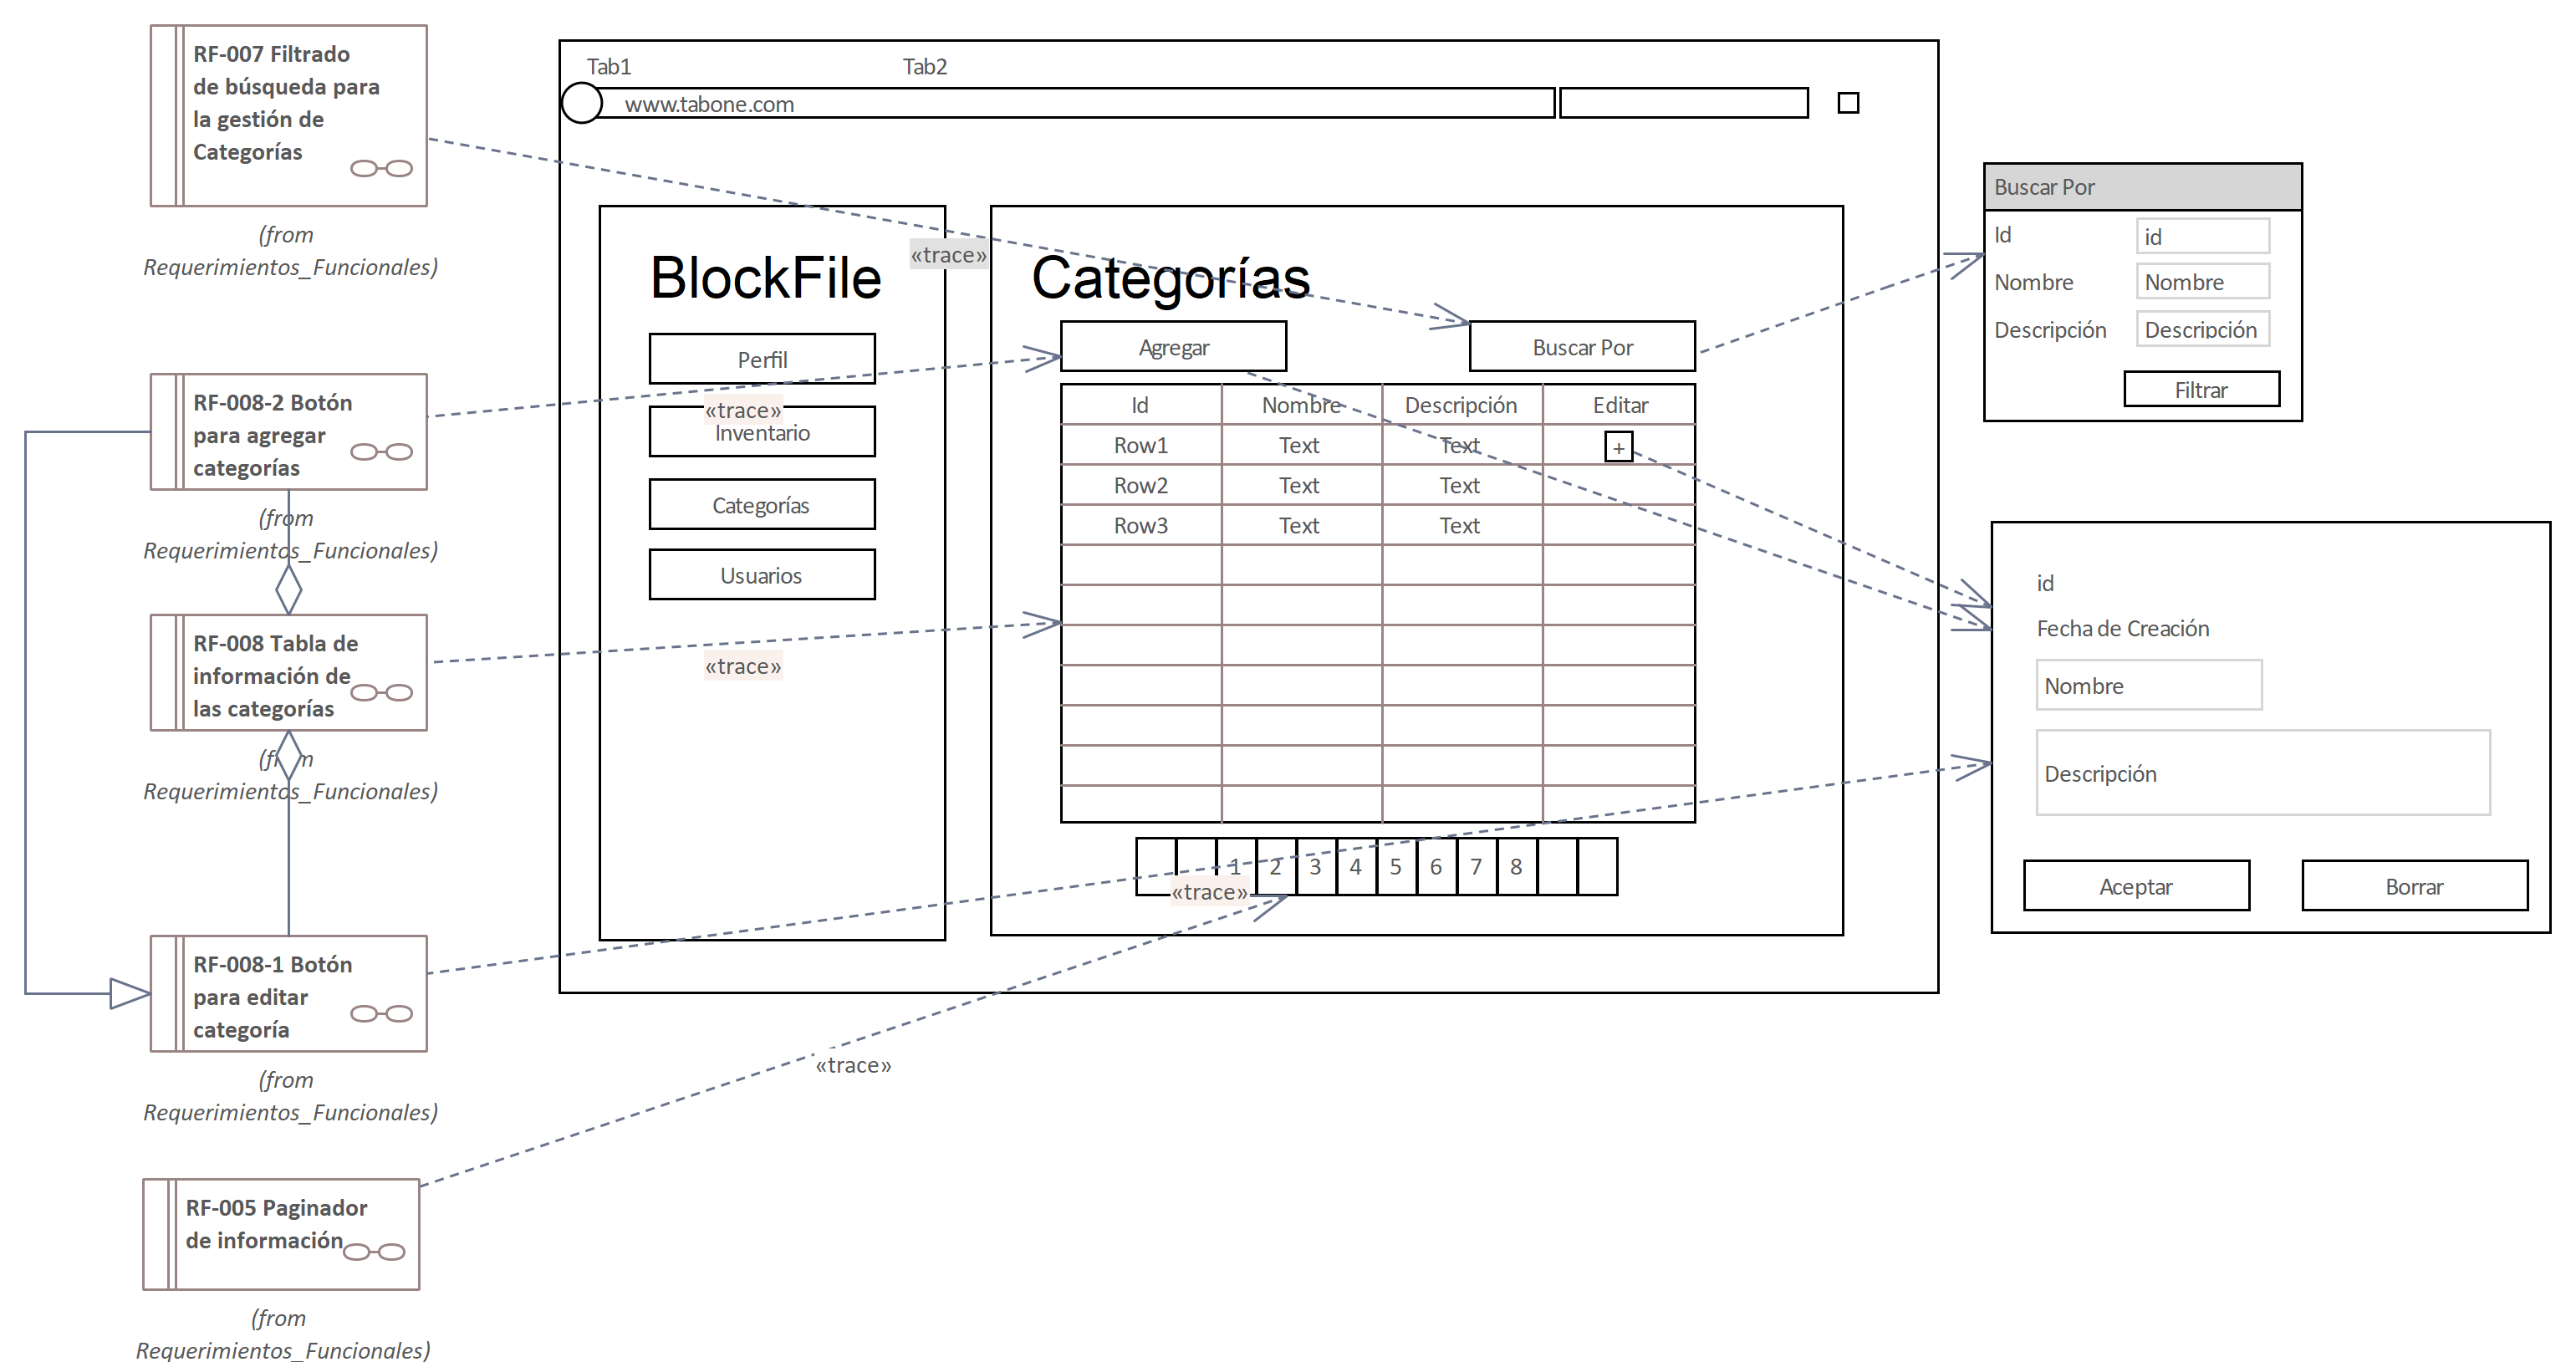 RF-007 Filtrado
de búsqueda para
la gestión de
Categorías
(from
Requerimientos_Funcionales)
RF-008-2 Botón
para agregar
categorías
(from
Requerimientos_Funcionales)
RF-008 Tabla de
información de
las categorías
(from
Requerimientos_Funcionales)
RF-008-1 Botón
para editar
categoría
(from
Requerimientos_Funcionales)
RF-005 Paginador
de información
(from
Requerimientos_Funcionales)
Tab1 Tab2
www.tabone.com
BlockFile
Perfil
Inventario
Categorías
Usuarios
«trace»
«trace»
«trace»
«trace»
«trace»
Categorías
Agregar Buscar Por
Id Nombre Descripción Editar
Row1 Text Text +
Row2 Text Text
Row3 Text Text
1 2 3 4 5 6 7 8
Buscar Por
Id id
Nombre Nombre
Descripción Descripción
Filtrar
id
Fecha de Creación
Nombre
Descripción
Aceptar Borrar